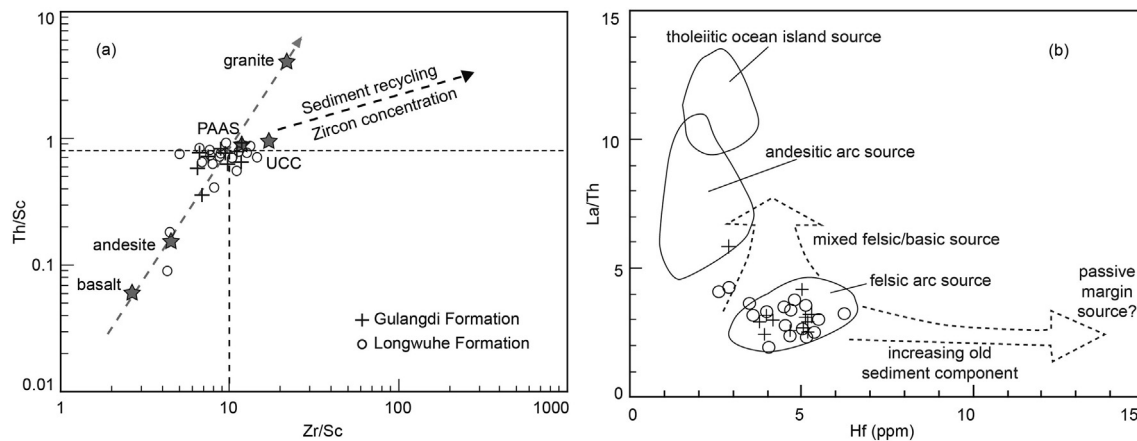 10
(a)
granite
Sediment recycling
Zircon concentration
PAAS
1
UCC
Th/Sc
andesite
0.1
basalt
Gulangdi Formation
Longwuhe Formation
0.01
1
10
100
1000
Zr/Sc
15
(b)
tholeiitic ocean island source
10
andesitic arc source
La/Th
mixed felsic/basic source
5
felsic arc source
passive
margin
source?
increasing old
sediment component
0
0
5
10
15
Hf (ppm)